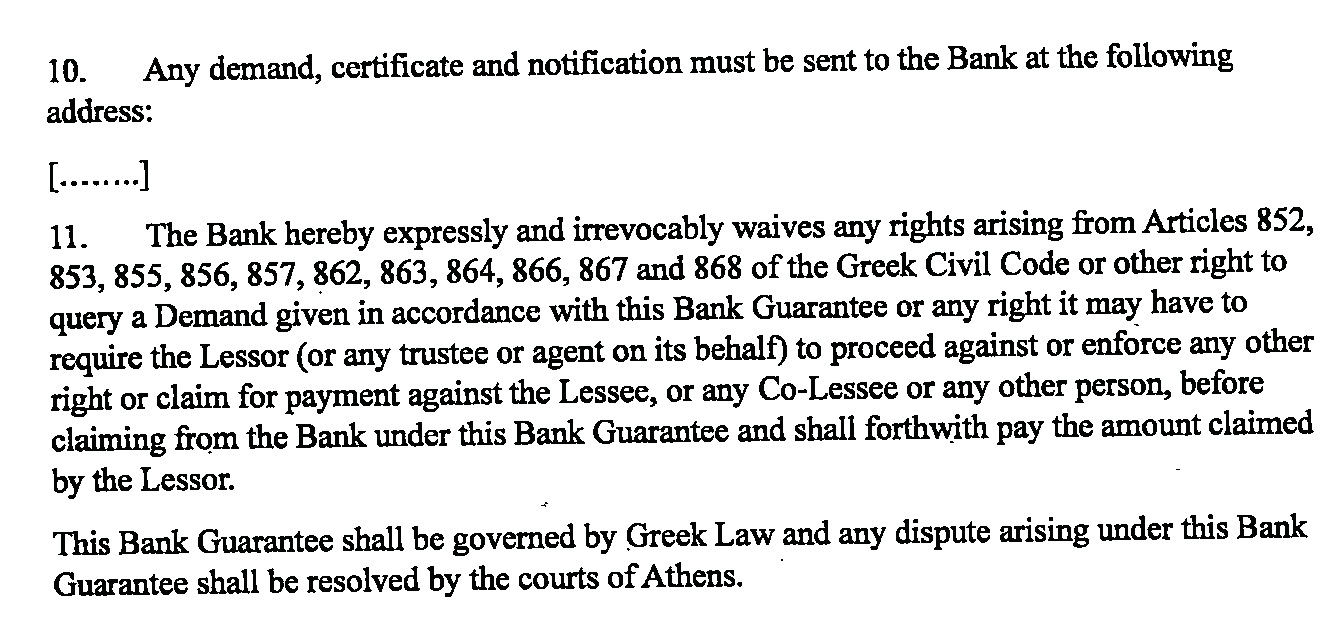 10. Any demand, certificate and notification must be sent to the Bank at the following
address:
[........]
11. The Bank hereby expressly and irrevocably waives any rights arising from Articles 852,
853, 855, 856, 857, 862, 863, 864, 866, 867 and 868 of the Greek Civil Code or other right to
query a Demand given in accordance with this Bank Guarantee or any right it may have to
require the Lessor (or any trustee or agent on its behalf) to proceed against or enforce any other
right or claim for payment against the Lessee, or any Co-Lessee or any other person, before
claiming from the Bank under this Bank Guarantee and shall forthwith pay the amount claimed
by the Lessor.
This Bank Guarantee shall be governed by Greek Law and any dispute arising under this Bank
Guarantee shall be resolved by the courts of Athens.